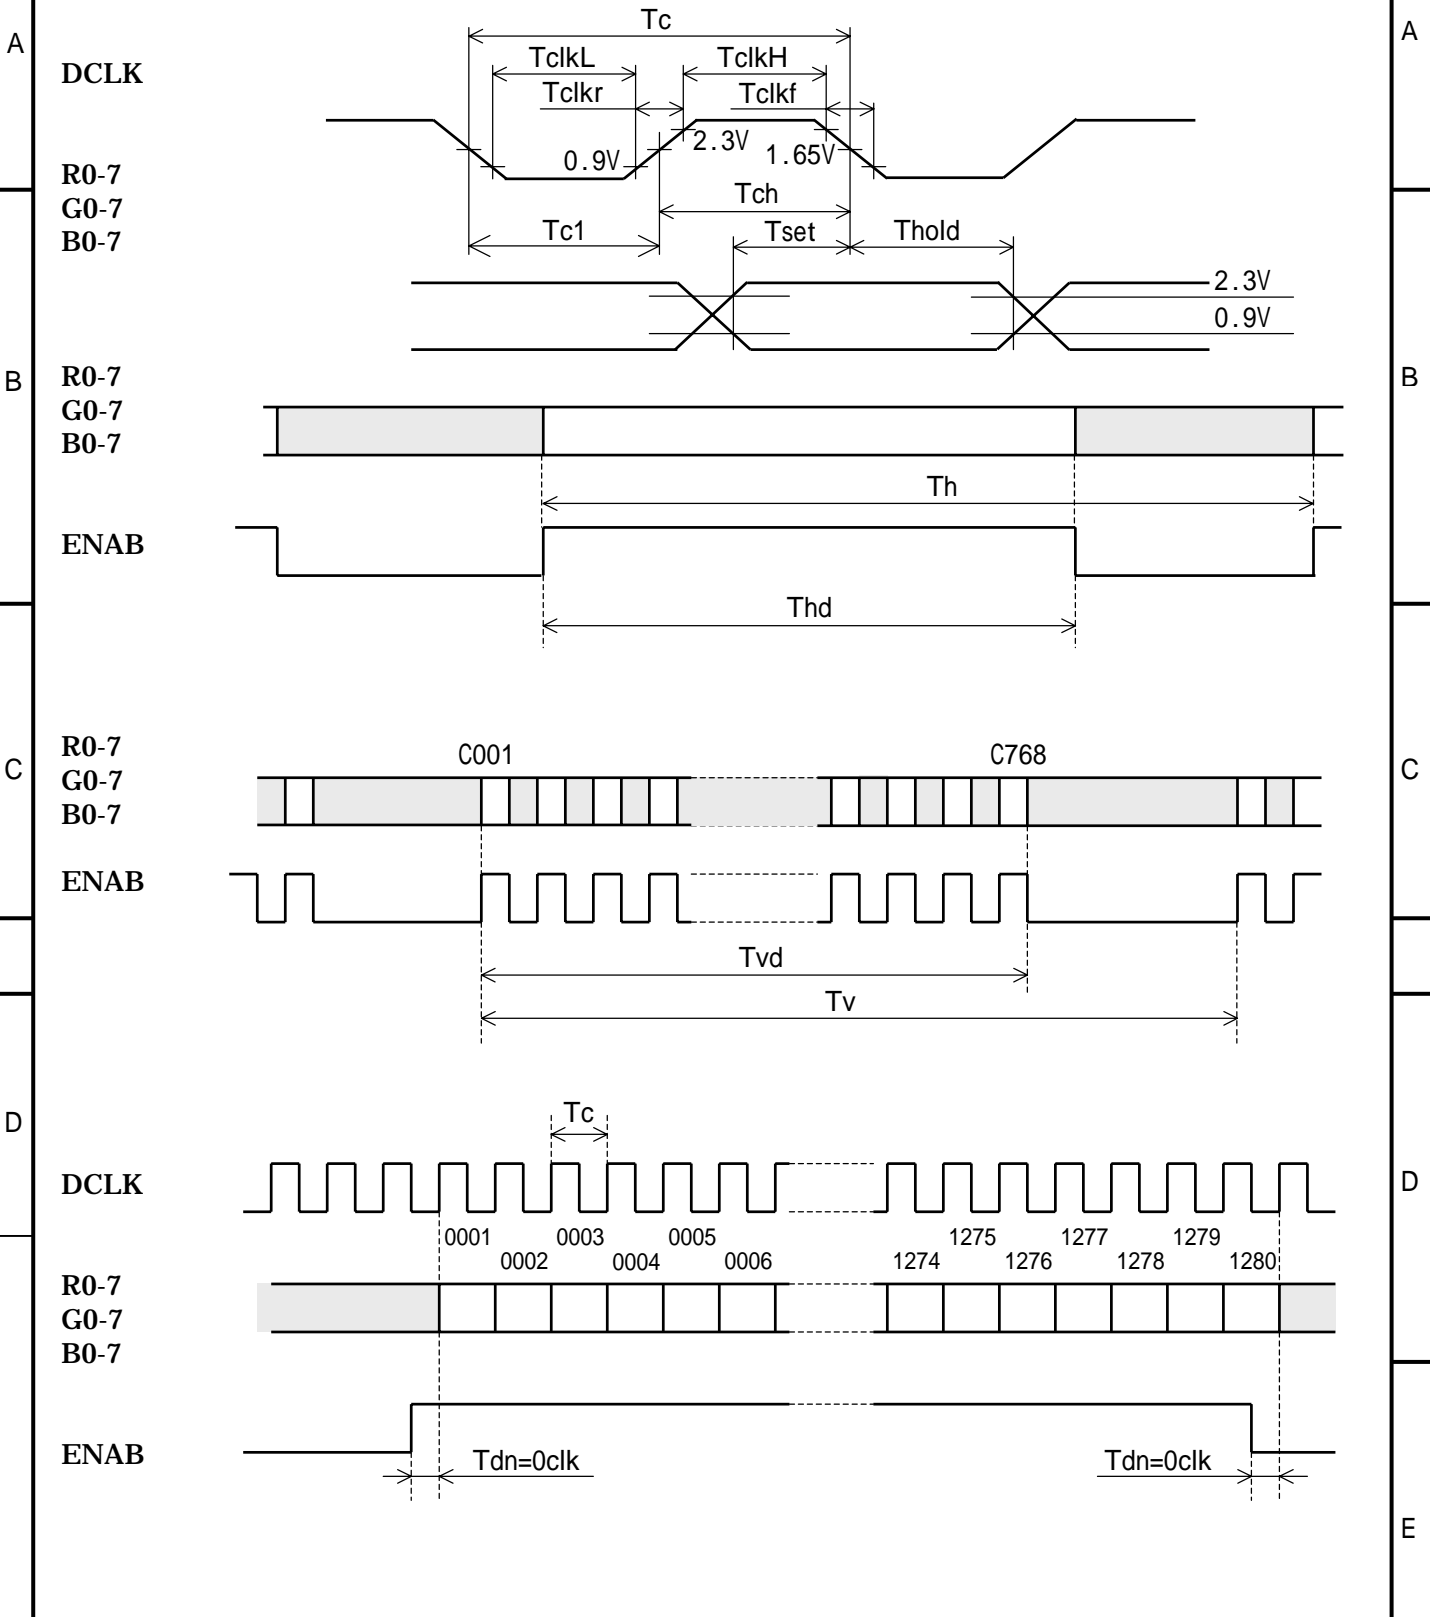 A
A
Tc
DCLK
TclkL
TclkH
Tclkr
Tclkf
0.9V
2.3V
1.65V
R0-7
G0-7
B0-7
Tch
Tc1
Tset
Thold
2.3V
0.9V
B
B
R0-7
G0-7
B0-7
Th
ENAB
Thd
C
C
R0-7
G0-7
B0-7
C001
C768
ENAB
Tvd
Tv
D
D
Tc
DCLK
0001 0003 0005 1275 1277 1279
0002 0004 0006 1274 1276 1278 1280
R0-7
G0-7
B0-7
ENAB
Tdn=0clk
Tdn=0clk
E